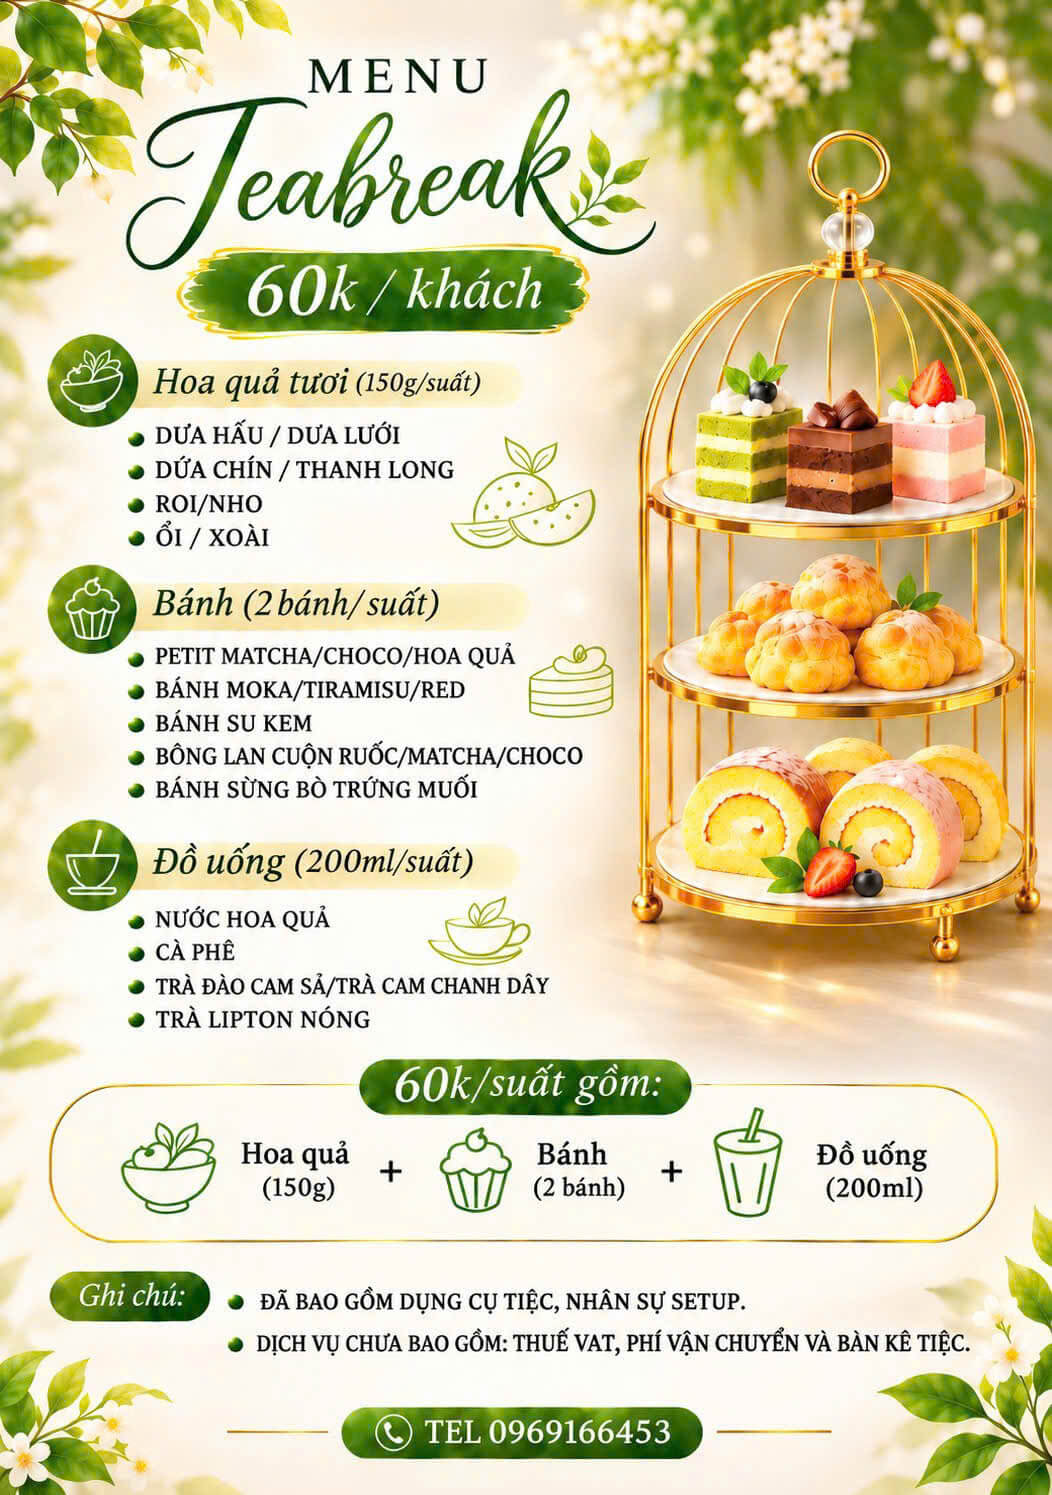 MENU
Teabreak
60k / khách
Hoa quả tươi (150g/suất)
DƯA HẤU / DƯA LƯỚI
DỨA CHÍN / THANH LONG
ROI/NHO
ỔI / XOÀI
Bánh (2 bánh/ suất)
PETIT MATCHA/CHOCO/HOA QUẢ
BÁNH MOKA/TIRAMISU/RED
BÁNH SU KEM
BÔNG LAN CUỘN RUỐC/MATCHA/CHOCO
BÁNH SỪNG BÒ TRỨNG MUỐI
Đồ uống (200ml/suất)
NƯỚC HOA QUẢ
CÀ PHÊ
TRÀ ĐÀO CAM SẢ/TRÀ CAM CHANH DÂY
TRÀ LIPTON NÓNG
60k/suất gồm:
Hoa quả + Bánh + Đồ uống
(150g) (2 bánh) (200ml)
Ghi chú:
ĐÃ BAO GỒM DỤNG CỤ TIỆC, NHÂN SỰ SETUP.
DỊCH VỤ CHƯA BAO GỒM: THUẾ VAT, PHÍ VẬN CHUYỂN VÀ BÀN KÊ TIỆC.
TEL 0969166453